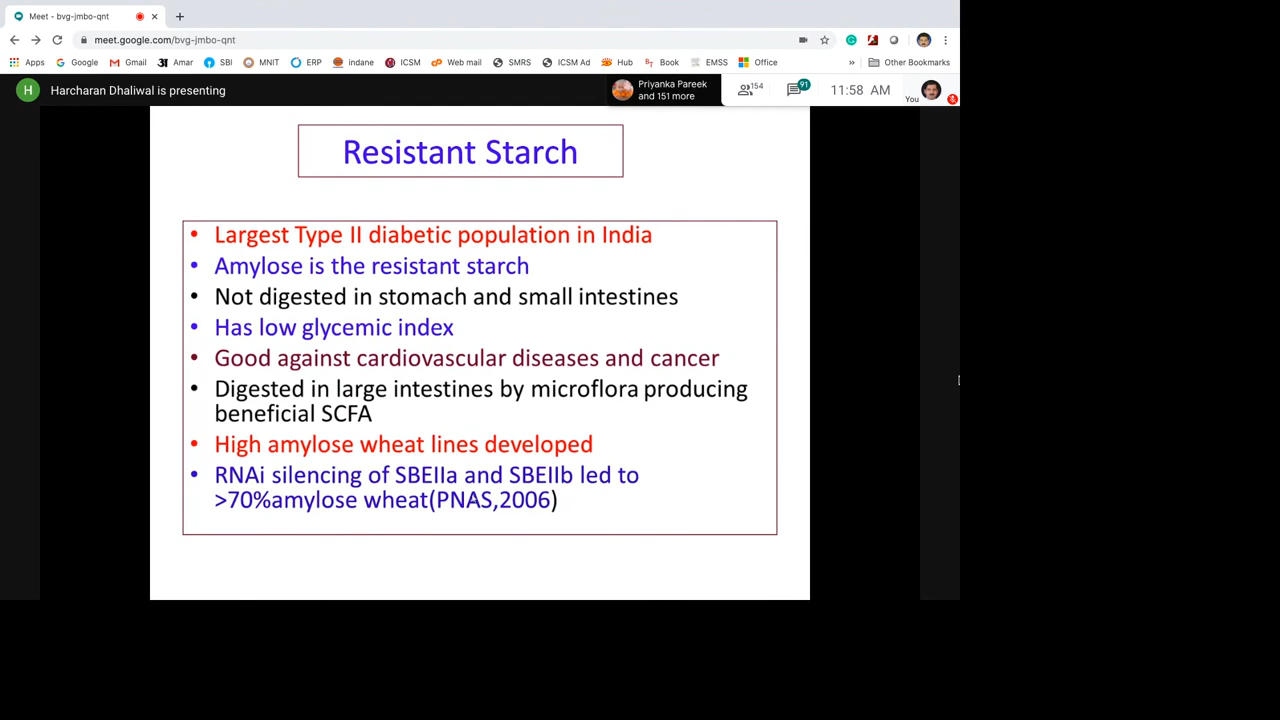 Meet - bvg-jmbo-qnt
meet.google.com/bvg-jmbo-qnt
Apps Google Gmail Amar SBI MNIT ERP indane ICSM Web mail SMRS ICSM Ad Hub Book EMSS Office » Other Bookmarks
H Harcharan Dhaliwal is presenting
Priyanka Pareek
and 151 more
154
91
11:58 AM
You
Resistant Starch
• Largest Type II diabetic population in India
• Amylose is the resistant starch
• Not digested in stomach and small intestines
• Has low glycemic index
• Good against cardiovascular diseases and cancer
• Digested in large intestines by microflora producing
beneficial SCFA
• High amylose wheat lines developed
• RNAi silencing of SBEIIa and SBEIIb led to
>70%amylose wheat(PNAS,2006)